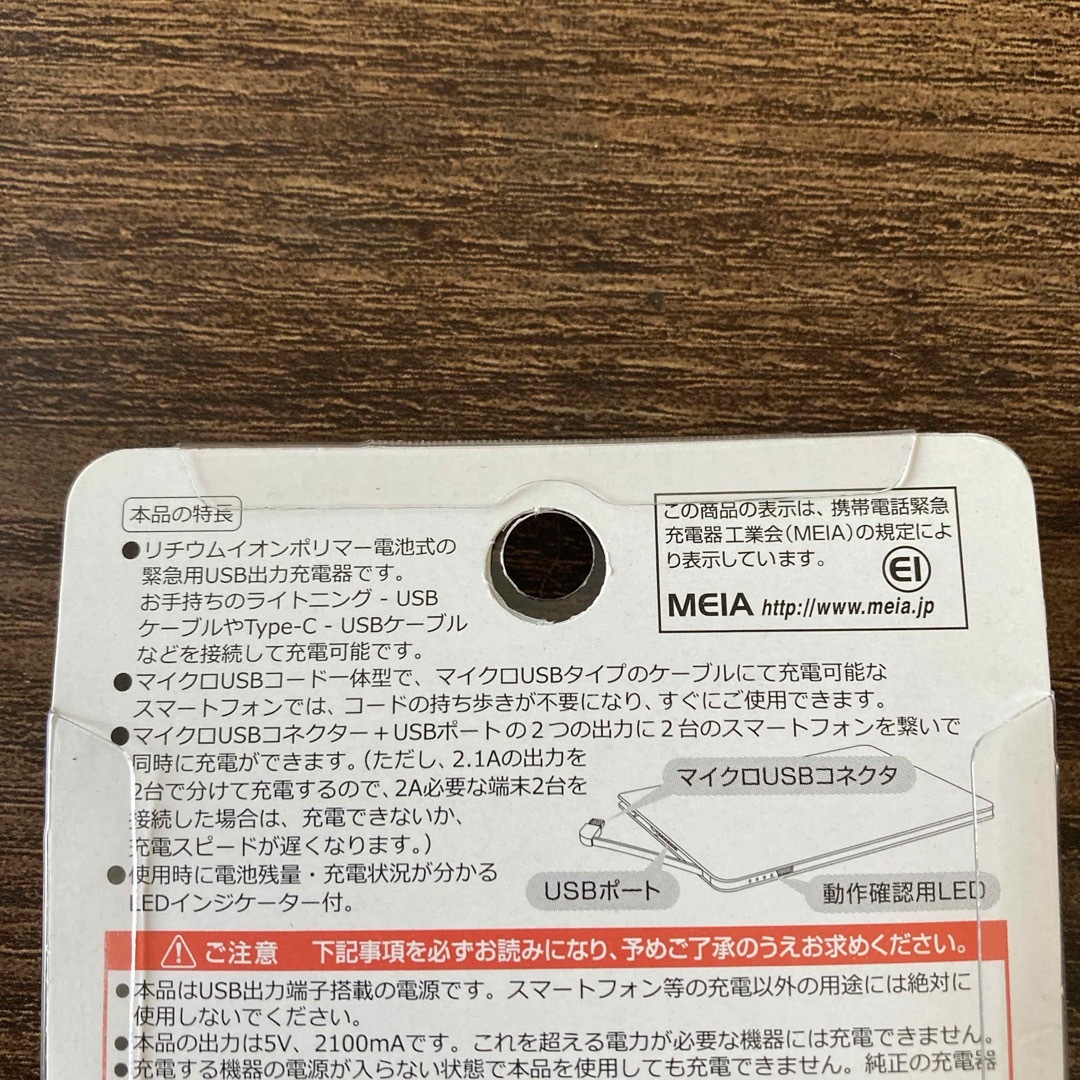 本品の特長
●リチウムイオンポリマー電池式の
緊急用USB出力充電器です。
お手持ちのライトニング - USB
ケーブルやType-C - USBケーブル
などを接続して充電可能です。
●マイクロUSBコード一体型で、マイクロUSBタイプのケーブルにて充電可能な
スマートフォンでは、コードの持ち歩きが不要になり、すぐにご使用できます。
●マイクロUSBコネクター＋USBポートの２つの出力に２台のスマートフォンを繋いで
同時に充電ができます。（ただし、2.1Aの出力を
2台で分けて充電するので、2A必要な端末2台を
接続した場合は、充電できないか、
充電スピードが遅くなります。）
●使用時に電池残量・充電状況が分かる
LEDインジケーター付。
この商品の表示は、携帯電話緊急
充電器工業会（MEIA）の規定によ
り表示しています。
EI
MEIA http://www.meia.jp
マイクロUSBコネクタ
USBポート
動作確認用LED
ご注意 下記事項を必ずお読みになり、予めご了承のうえお求めください。
●本品はUSB出力端子搭載の電源です。スマートフォン等の充電以外の用途には絶対に
使用しないでください。
●本品の出力は5V、2100mAです。これを超える電力が必要な機器には充電できません。
●充電する機器の電源が入らない状態で本品を使用しても充電できません。純正の充電器